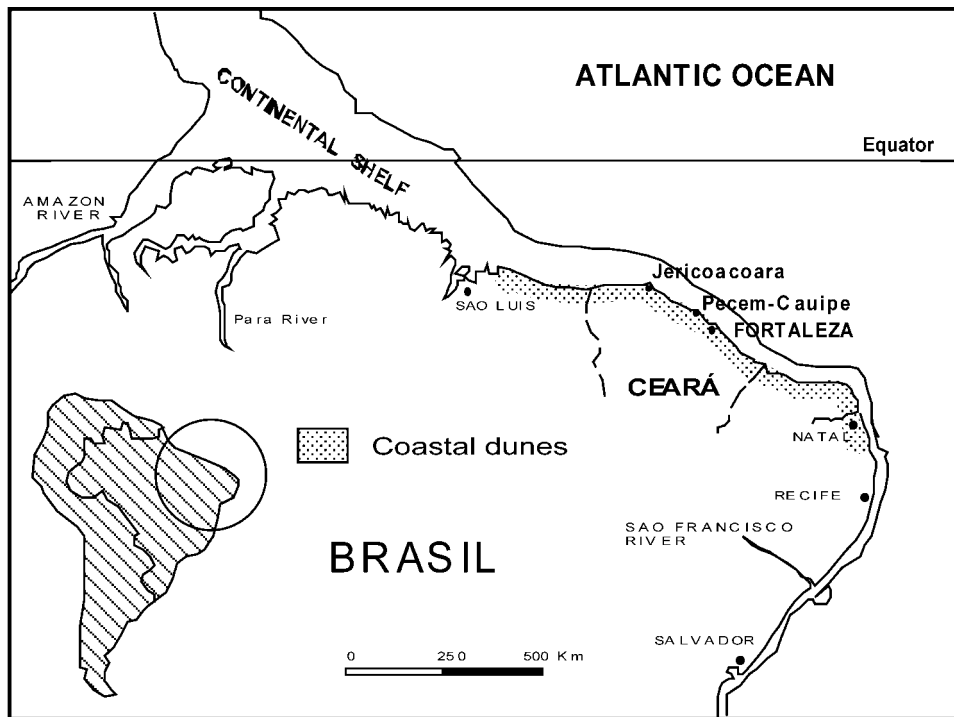 ATLANTIC OCEAN
CONTINENTAL SHELF
Equator
AMAZON
RIVER
Jericoacoara
SAO LUIS
Pecem-Cauipe
Para River
FORTALEZA
CEARÁ
Coastal dunes
NATAL
RECIFE
SAO FRANCISCO
RIVER
BRASIL
SALVADOR
0 250 500 Km